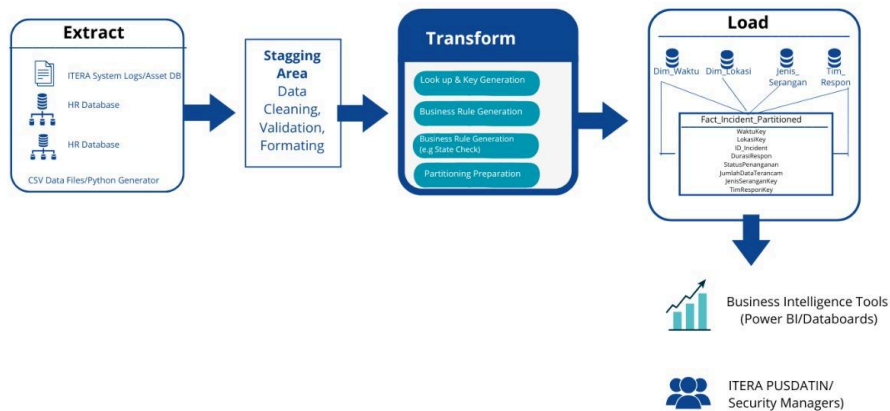 Extract
ITERA System Logs/Asset DB
HR Database
HR Database
CSV Data Files/Python Generator
Stagging
Area
Data
Cleaning,
Validation,
Formating
Transform
Look up & Key Generation
Business Rule Generation
Business Rule Generation
(e.g State Check)
Partitioning Preparation
Load
Dim_Waktu
Dim_Lokasi
Jenis_
Serangan
Tim_
Respon
Fact_Incident_Partitioned
WaktuKey
LokasiKey
ID_Incident
DurasiRespon
StatusPenanganan
JumlahDataTerancam
JenisSeranganKey
TimResponKey
Business Intelligence Tools
(Power BI/Databoards)
ITERA PUSDATIN/
Security Managers)